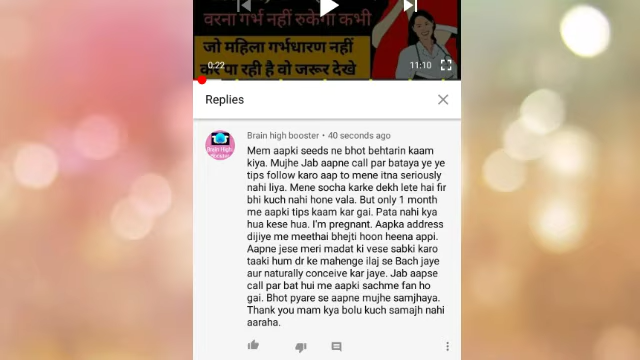 वरना गर्भ नहीं रुकेगा कभी
जो महिला गर्भधारण नहीं
कर पा रही है वो जरूर देखे
0:22
11:10
Replies
Brain high booster • 40 seconds ago
Mem aapki seeds ne bhot behtarin kaam
kiya. Mujhe Jab aapne call par bataya ye ye
tips follow karo aap to mene itna seriously
nahi liya. Mene socha karke dekh lete hai fir
bhi kuch nahi hone vala. But only 1 month
me aapki tips kaam kar gai. Pata nahi kya
hua kese hua. I'm pregnant. Aapka address
dijiye me meethai bhejti hoon heena appi.
Aapne jese meri madat ki vese sabki karo
taaki hum dr ke mahenge ilaj se Bach jaye
aur naturally conceive kar jaye. Jab aapse
call par bat hui me aapki sachme fan ho
gai. Bhot pyare se aapne mujhe samjhaya.
Thank you mam kya bolu kuch samajh nahi
aaraha.